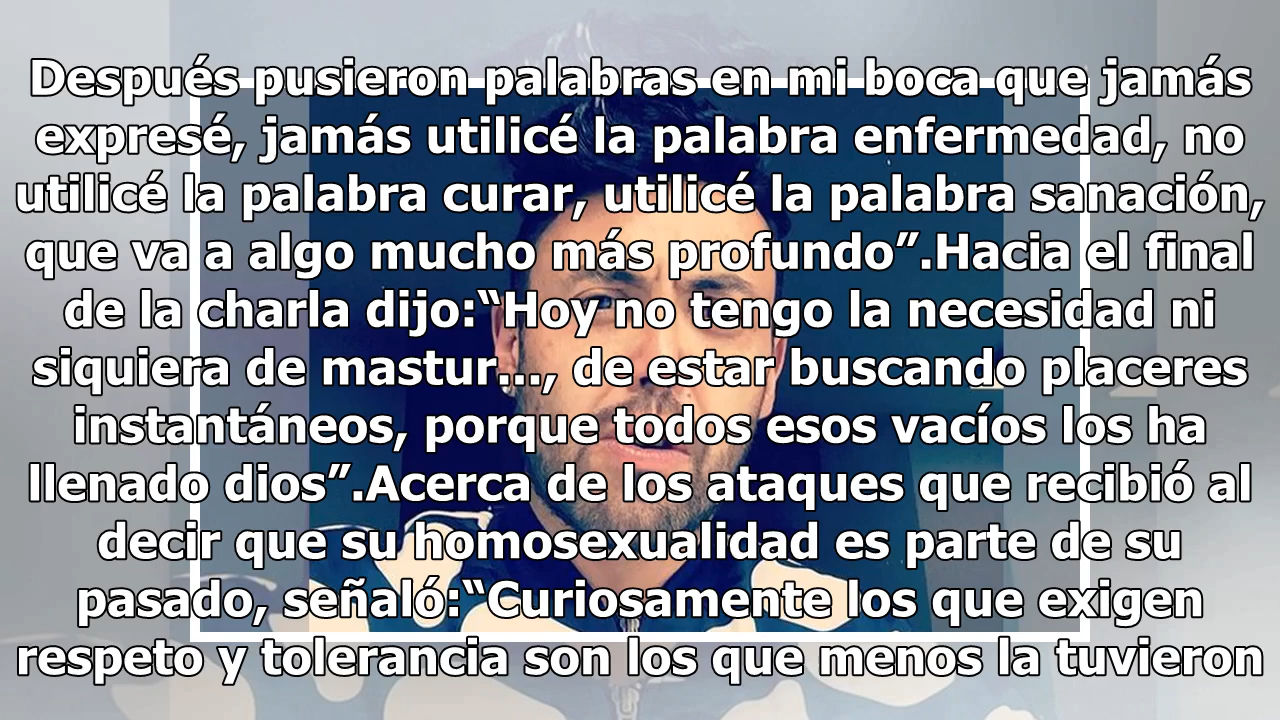 Después pusieron palabras en mi boca que jamás
expresé, jamás utilicé la palabra enfermedad, no
utilicé la palabra curar, utilicé la palabra sanación,
que va a algo mucho más profundo”.Hacia el final
de la charla dijo:“Hoy no tengo la necesidad ni
siquiera de mastur..., de estar buscando placeres
instantáneos, porque todos esos vacíos los ha
llenado dios”.Acerca de los ataques que recibió al
decir que su homosexualidad es parte de su
pasado, señaló:“Curiosamente los que exigen
respeto y tolerancia son los que menos la tuvieron